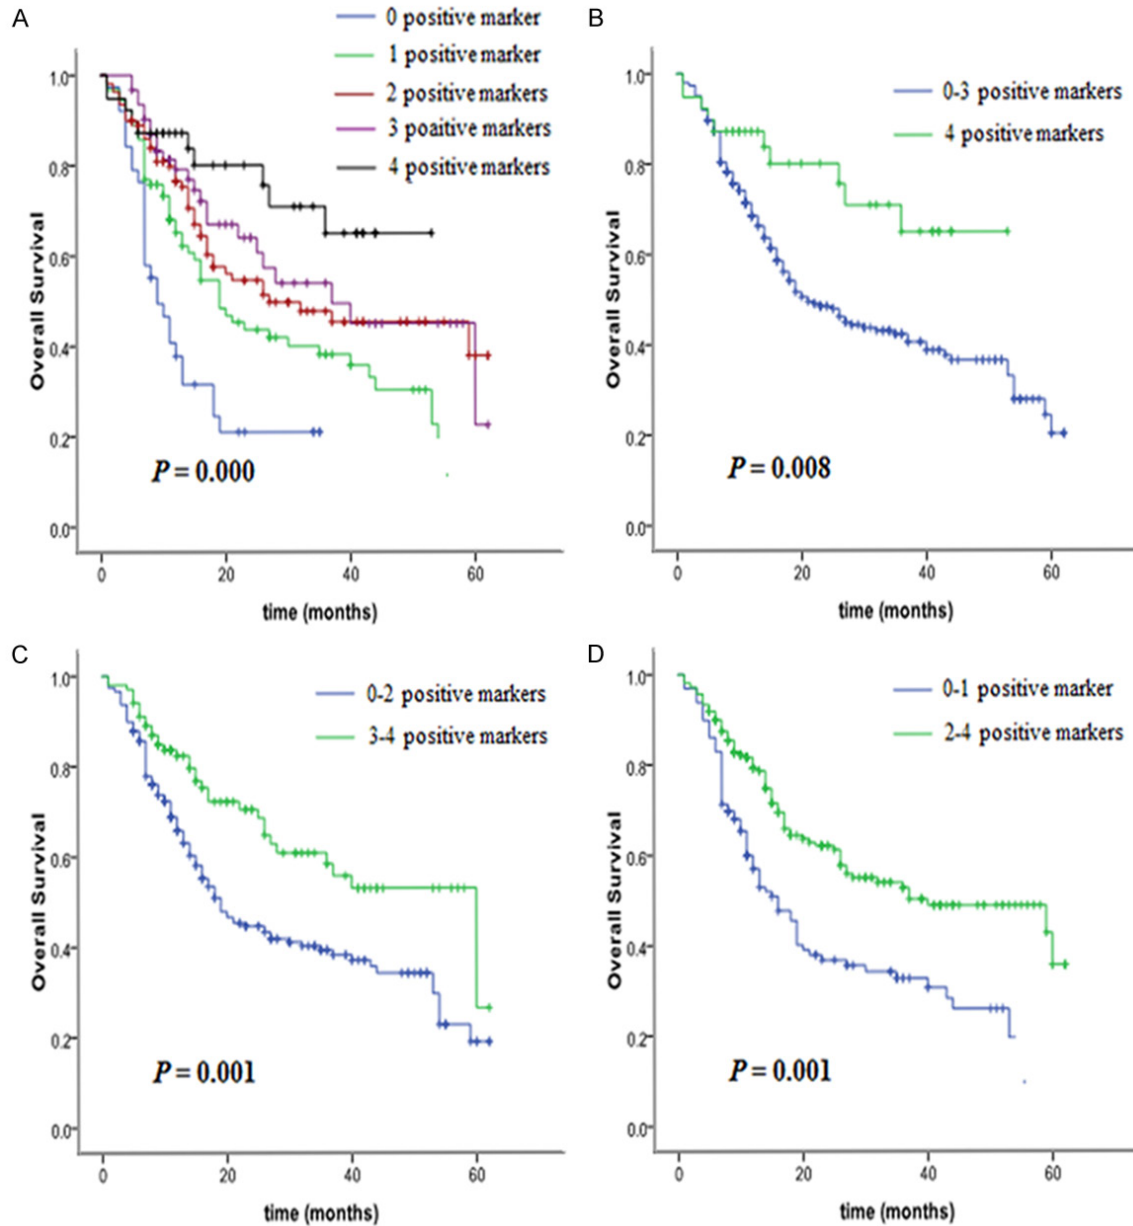 A
0 positive marker
1 positive marker
2 positive markers
3 poaitive markers
4 positive markers
1.0
0.8
0.6
0.4
0.2
0.0
Overall Survival
P = 0.000
0 20 40 60
time (months)
B
0-3 positive markers
4 positive markers
1.0
0.8
0.6
0.4
0.2
0.0
Overall Survival
P = 0.008
0 20 40 60
time (months)
C
0-2 positive markers
3-4 positive markers
1.0
0.8
0.6
0.4
0.2
0.0
Overall Survival
P = 0.001
0 20 40 60
time (months)
D
0-1 positive marker
2-4 positive markers
1.0
0.8
0.6
0.4
0.2
0.0
Overall Survival
P = 0.001
0 20 40 60
time (months)